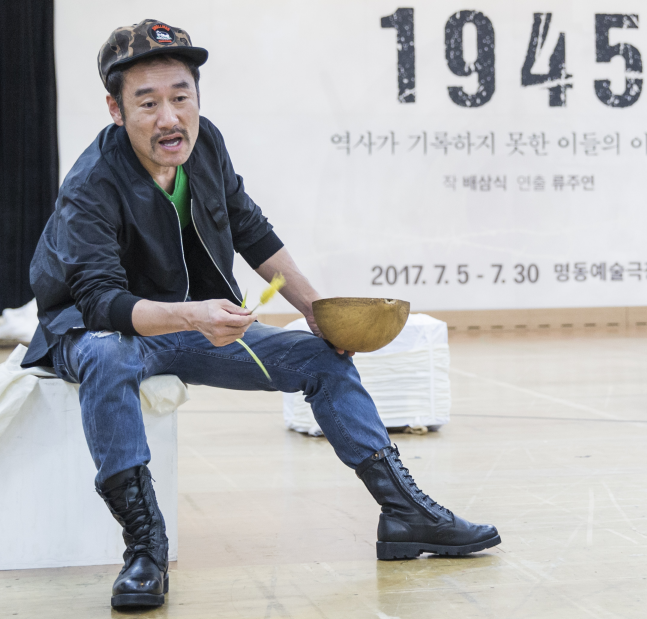 1945
역사가 기록하지 못한 이들의 이
작 배삼식 연출 류주연
2017. 7. 5 - 7. 30 명동예술극